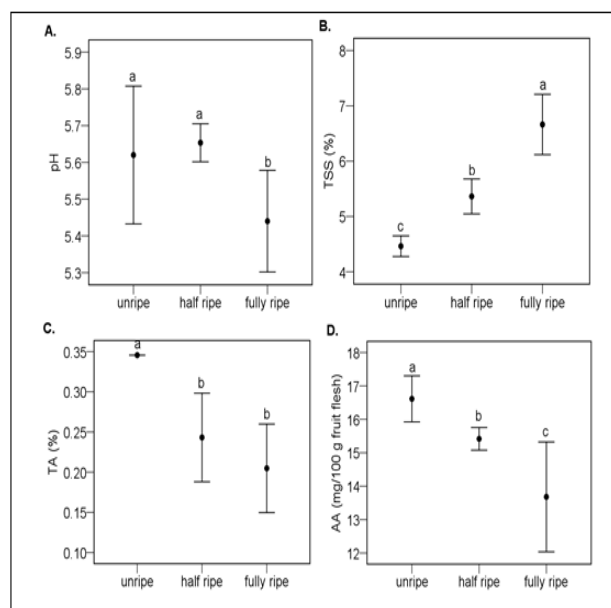 A.
5.9
5.8
5.7
5.6
5.5
5.4
5.3
pH
a
a
b
unripe half ripe fully ripe
B.
8
7
6
5
4
TSS (%)
c
b
a
unripe half ripe fully ripe
C.
0.35
0.30
0.25
0.20
0.15
0.10
TA (%)
a
b
b
unripe half ripe fully ripe
D.
18
17
16
15
14
13
12
AA (mg/100 g fruit flesh)
a
b
c
unripe half ripe fully ripe